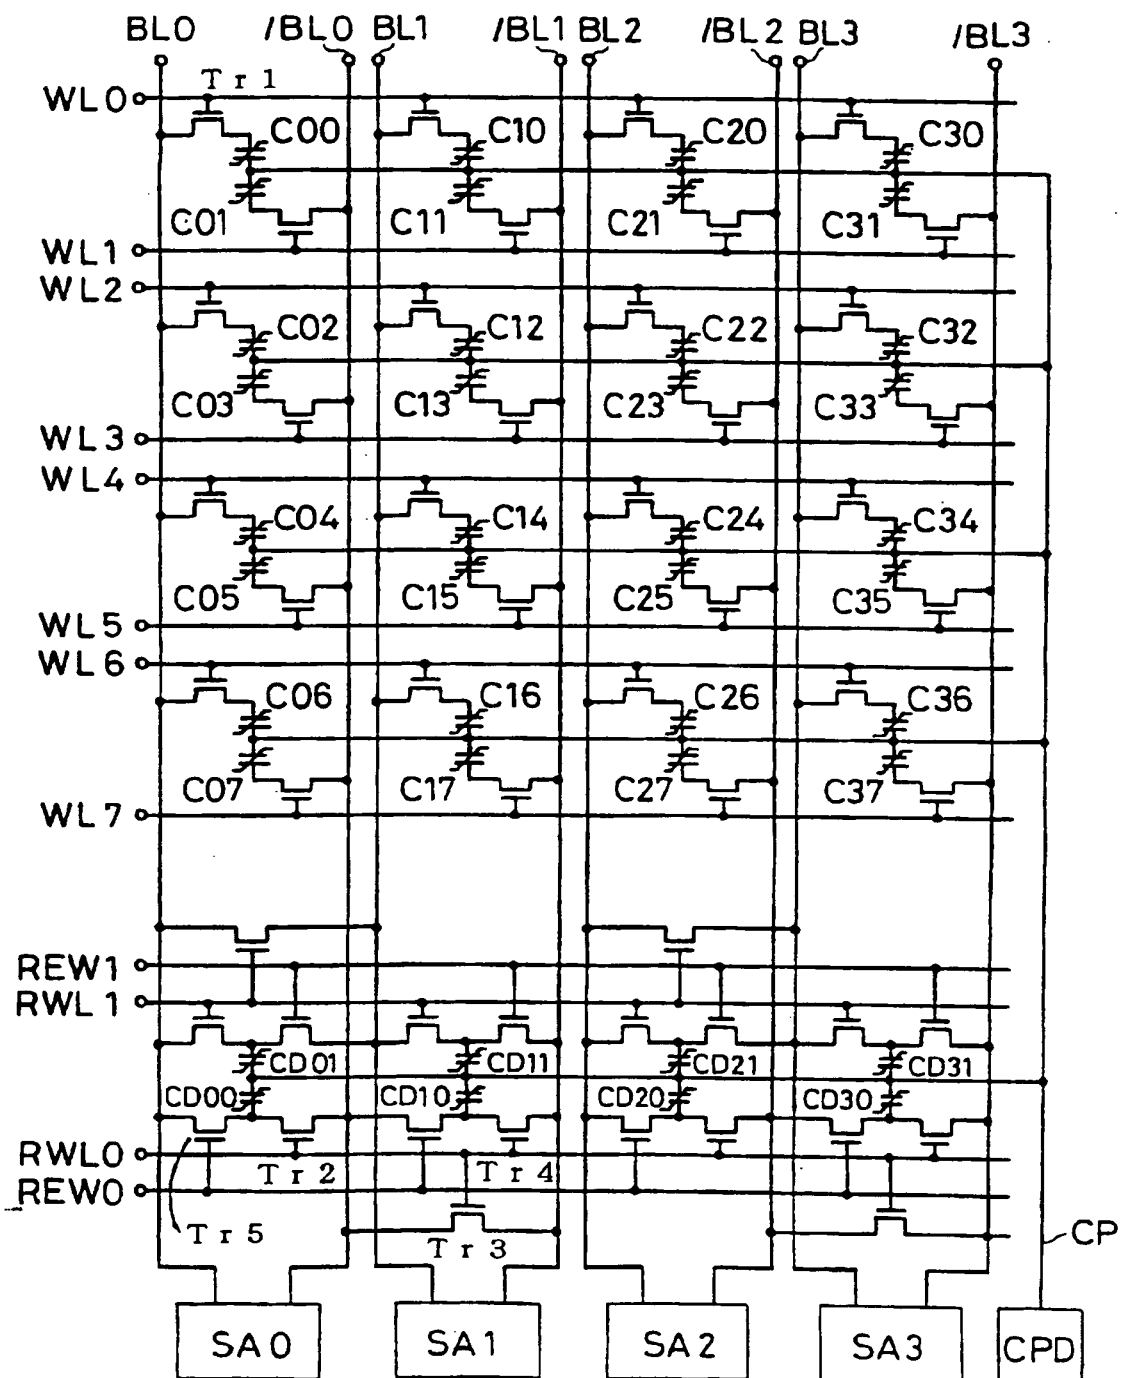 BL0 /BL0 BL1 /BL1 BL2 /BL2 BL3 /BL3
Tr1
WL0
C00 C10 C20 C30
C01 C11 C21 C31
WL1
WL2
C02 C12 C22 C32
C03 C13 C23 C33
WL3
WL4
C04 C14 C24 C34
C05 C15 C25 C35
WL5
WL6
C06 C16 C26 C36
C07 C17 C27 C37
WL7
REW1
RWL1
CD01 CD11 CD21 CD31
CD00 CD10 CD20 CD30
RWL0
Tr2 Tr4
REW0
Tr5 Tr3 CP
SA0 SA1 SA2 SA3 CPD